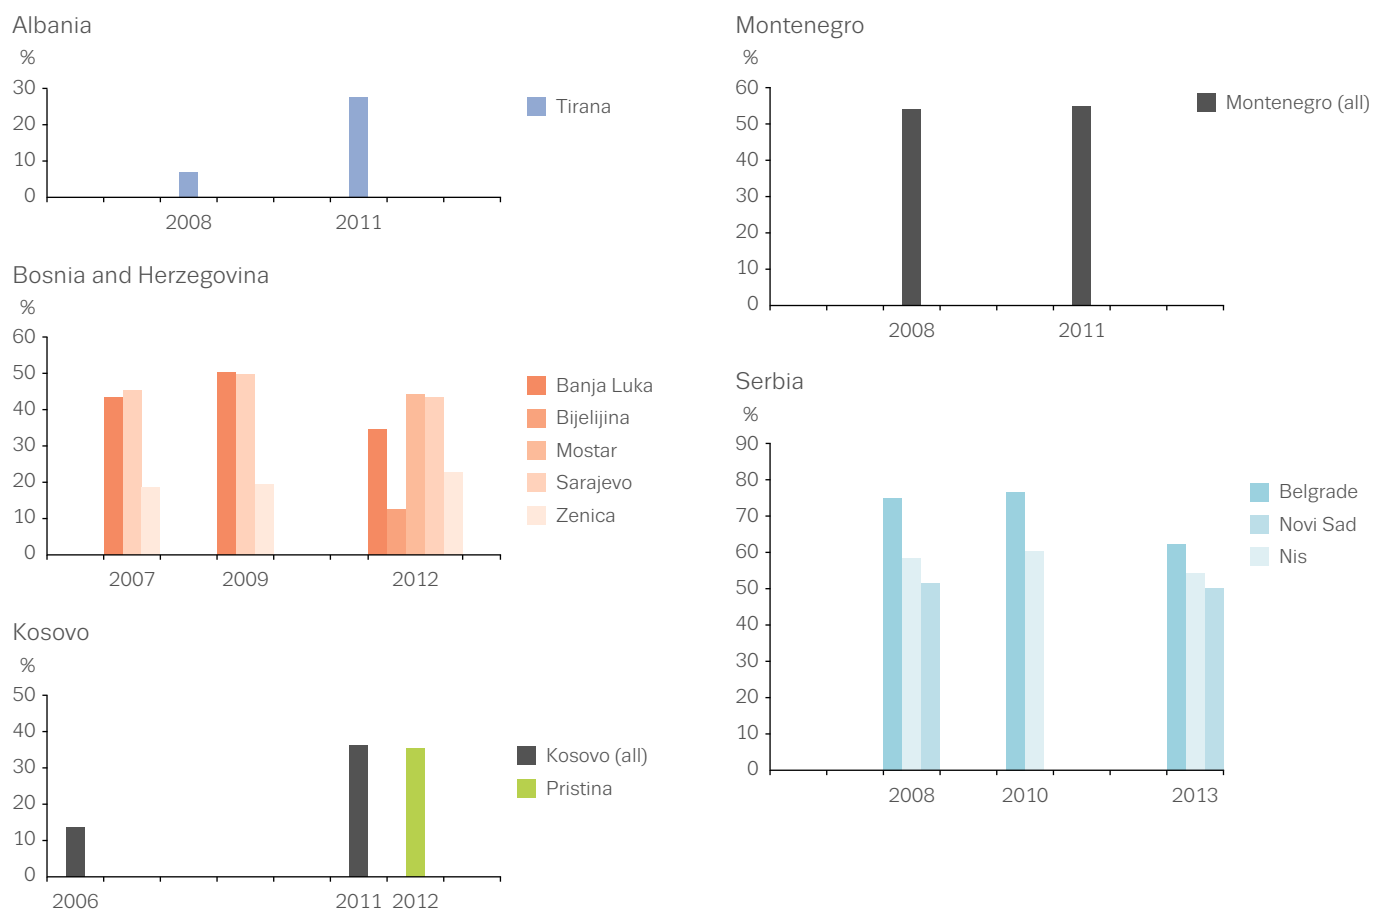 Albania
%
30
20
10
0
2008 2011
Tirana
Bosnia and Herzegovina
%
60
50
40
30
20
10
0
2007 2009 2012
Banja Luka
Bijelijina
Mostar
Sarajevo
Zenica
Kosovo
%
50
40
30
20
10
0
2006 2011 2012
Kosovo (all)
Pristina
Montenegro
%
60
50
40
30
20
10
0
2008 2011
Montenegro (all)
Serbia
%
90
80
70
60
50
40
30
20
10
0
2008 2010 2013
Belgrade
Novi Sad
Nis